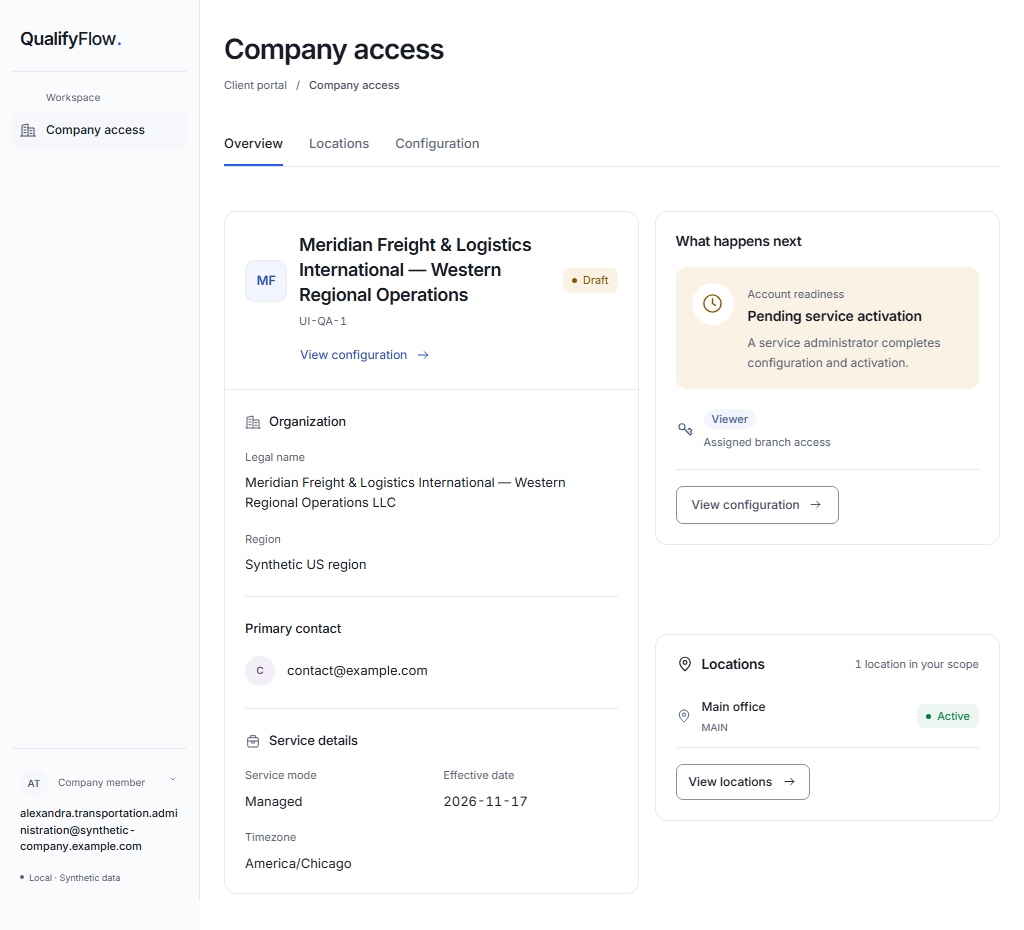 QualifyFlow.
Workspace
Company access
Company access
Client portal / Company access
Overview
Locations
Configuration
MF
Meridian Freight & Logistics
International — Western
Regional Operations
Draft
UI-QA-1
View configuration →
Organization
Legal name
Meridian Freight & Logistics International — Western
Regional Operations LLC
Region
Synthetic US region
Primary contact
C
contact@example.com
Service details
Service mode
Managed
Effective date
2026-11-17
Timezone
America/Chicago
What happens next
Account readiness
Pending service activation
A service administrator completes
configuration and activation.
Viewer
Assigned branch access
View configuration →
Locations
1 location in your scope
Main office
MAIN
Active
View locations →
AT
Company member
alexandra.transportation.admi
nistration@synthetic-
company.example.com
Local · Synthetic data